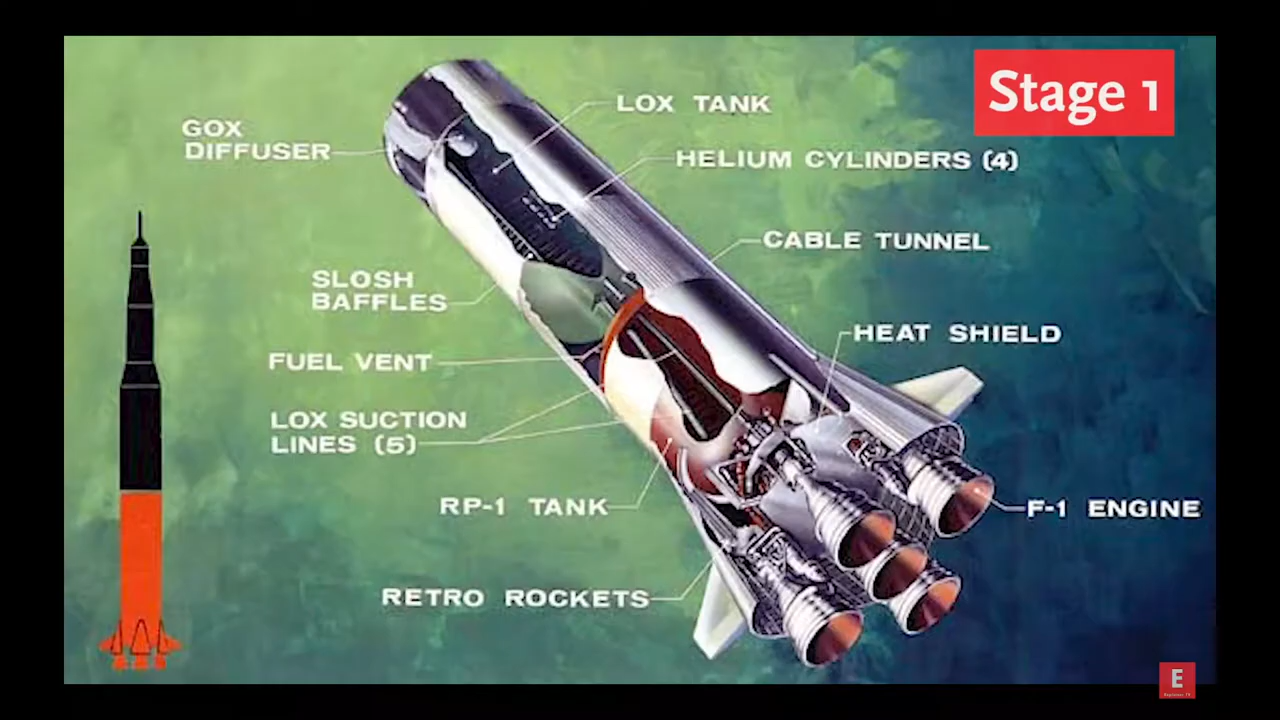 Stage 1
LOX TANK
GOX
DIFFUSER
HELIUM CYLINDERS (4)
CABLE TUNNEL
SLOSH
BAFFLES
HEAT SHIELD
FUEL VENT
LOX SUCTION
LINES (5)
RP-1 TANK
F-1 ENGINE
RETRO ROCKETS
E